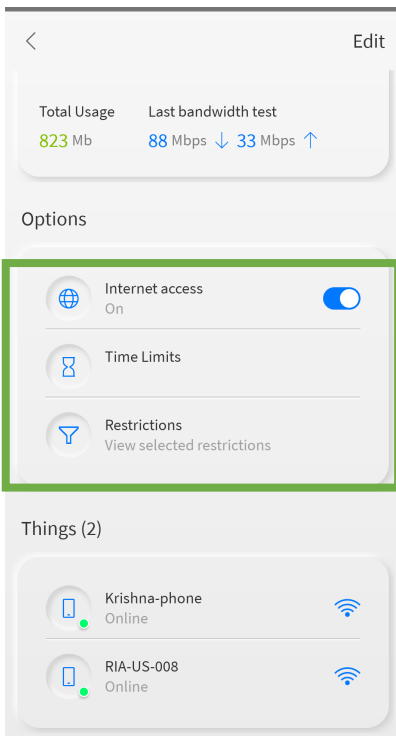 Edit
Total Usage Last bandwidth test
823 Mb 88 Mbps ↓ 33 Mbps ↑
Options
Internet access
On
Time Limits
Restrictions
View selected restrictions
Things (2)
Krishna-phone
Online
RIA-US-008
Online